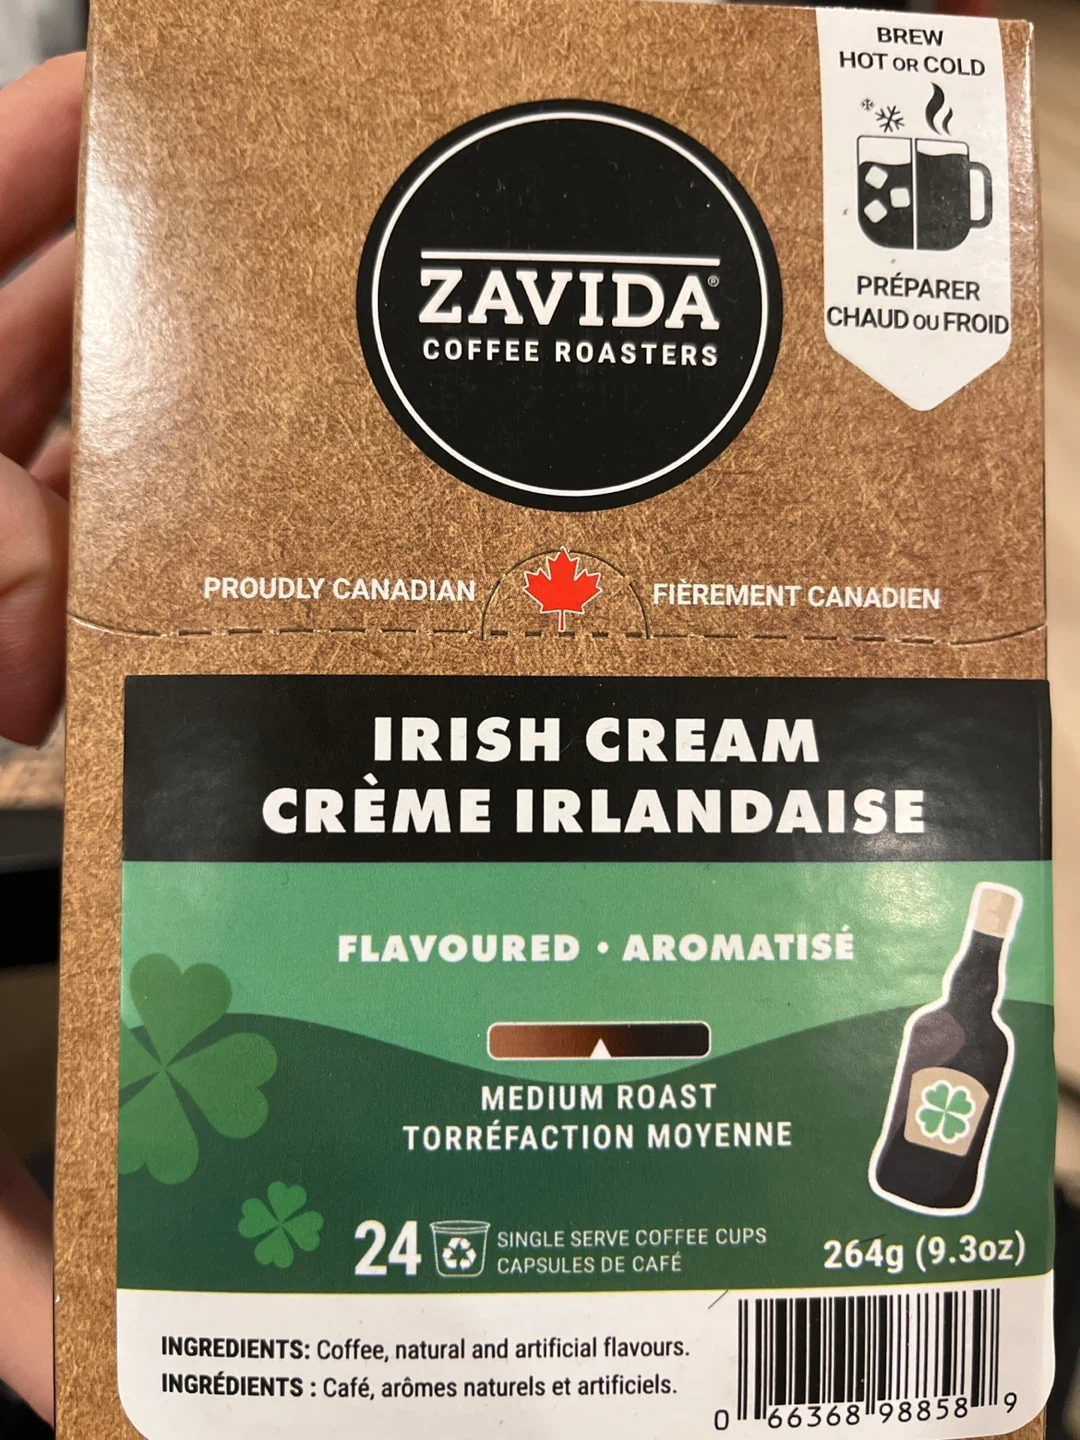 BREW
HOT OR COLD
PRÉPARER
CHAUD OU FROID
ZAVIDA®
COFFEE ROASTERS
PROUDLY CANADIAN FIÈREMENT CANADIEN
IRISH CREAM
CRÈME IRLANDAISE
FLAVOURED • AROMATISÉ
MEDIUM ROAST
TORRÉFACTION MOYENNE
24 SINGLE SERVE COFFEE CUPS
CAPSULES DE CAFÉ
264g (9.3oz)
INGREDIENTS: Coffee, natural and artificial flavours.
INGRÉDIENTS : Café, arômes naturels et artificiels.
0 66368 98858 9